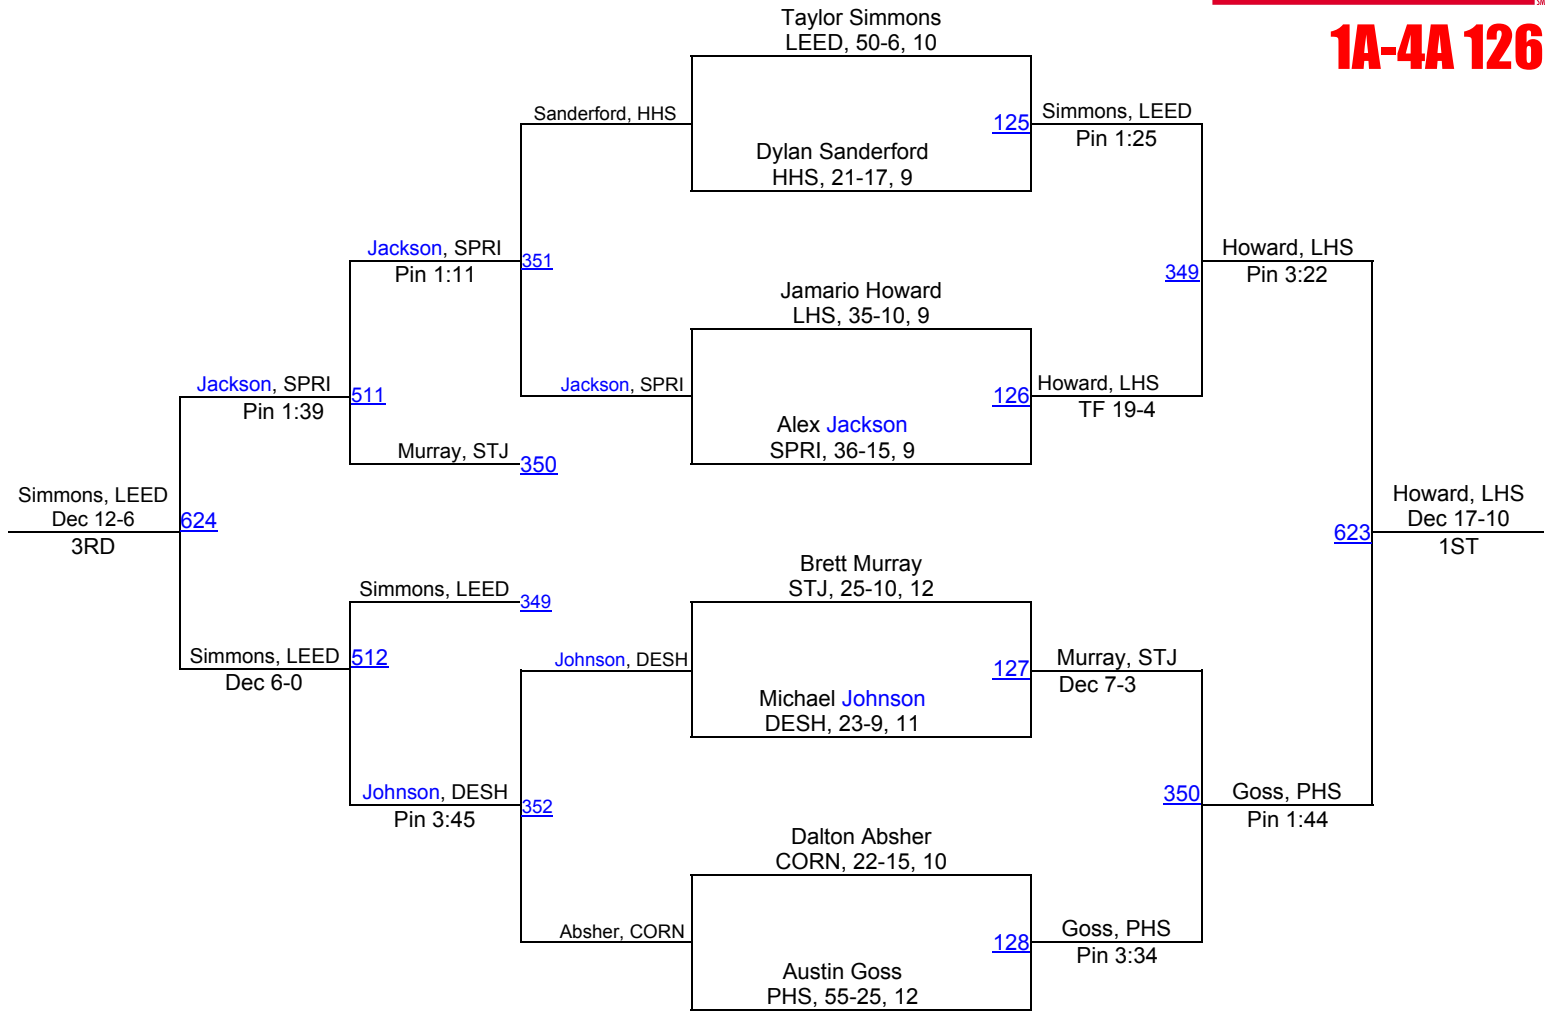 SM
1A-4A 126
Taylor Simmons
LEED, 50-6, 10
Sanderford, HHS
125
Simmons, LEED
Pin 1:25
Dylan Sanderford
HHS, 21-17, 9
Jackson, SPRI
Pin 1:11
351
Howard, LHS
Pin 3:22
349
Jamario Howard
LHS, 35-10, 9
Jackson, SPRI
Pin 1:39
511
Jackson, SPRI
126
Howard, LHS
TF 19-4
Alex Jackson
SPRI, 36-15, 9
Murray, STJ
350
Simmons, LEED
Dec 12-6
3RD
624
Howard, LHS
Dec 17-10
1ST
623
Brett Murray
STJ, 25-10, 12
Simmons, LEED
349
Simmons, LEED
Dec 6-0
512
Johnson, DESH
127
Murray, STJ
Dec 7-3
Michael Johnson
DESH, 23-9, 11
Johnson, DESH
Pin 3:45
352
350
Goss, PHS
Pin 1:44
Dalton Absher
CORN, 22-15, 10
Absher, CORN
128
Goss, PHS
Pin 3:34
Austin Goss
PHS, 55-25, 12